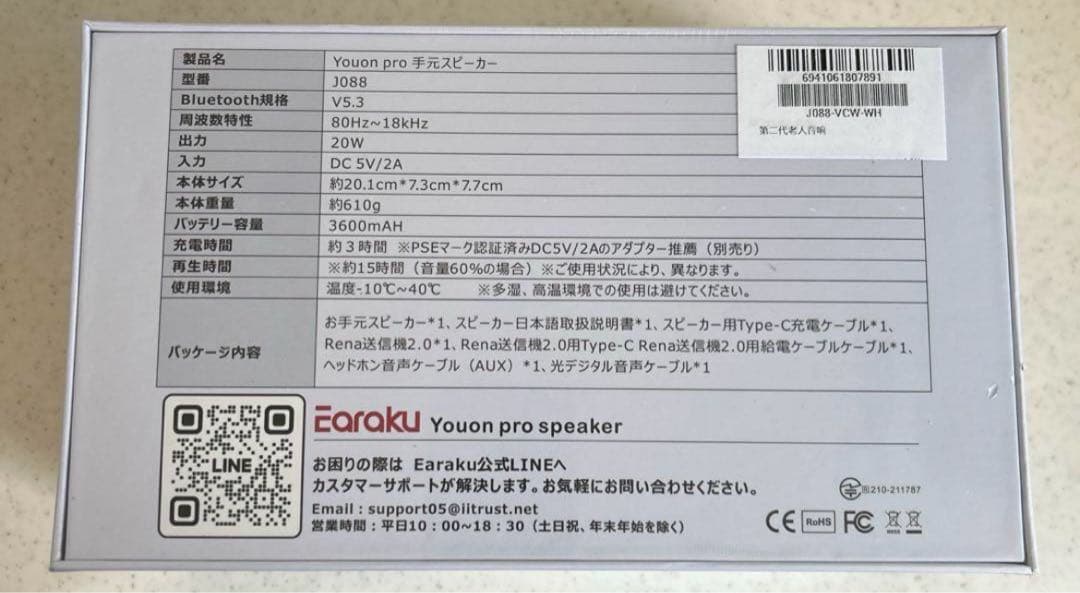 製品名 Youon pro 手元スピーカー
型番 J088
Bluetooth規格 V5.3
周波数特性 80Hz~18kHz
出力 20W
入力 DC 5V/2A
本体サイズ 約20.1cm*7.3cm*7.7cm
本体重量 約610g
バッテリー容量 3600mAH
充電時間 約３時間 ※PSEマーク認証済みDC5V/2Aのアダプター推薦（別売り）
再生時間 ※約15時間（音量60%の場合）※ご使用状況により、異なります。
使用環境 温度-10℃~40℃ ※多湿、高温環境での使用は避けてください。
パッケージ内容 お手元スピーカー*1、スピーカー日本語取扱説明書*1、スピーカー用Type-C充電ケーブル*1、
Rena送信機2.0*1、Rena送信機2.0用Type-C Rena送信機2.0用給電ケーブルケーブル*1、
ヘッドホン音声ケーブル（AUX）*1、光デジタル音声ケーブル*1
6941061807891
J088-VCW-WH
第二代老人音响
LINE
Earaku Youon pro speaker
お困りの際は Earaku公式LINEへ
カスタマーサポートが解決します。お気軽にお問い合わせください。
Email : support05@iitrust.net
営業時間：平日10：00~18：30（土日祝、年末年始を除く）
R 210-211787
CE RoHS FC